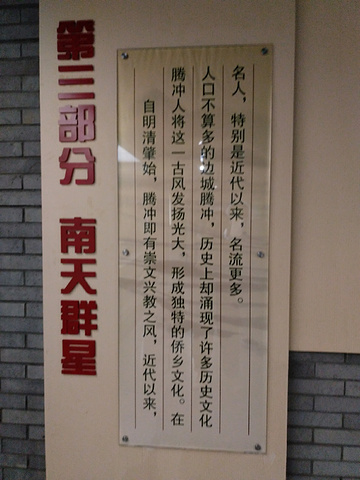 第三部分 南天群星
自明清肇始，腾冲即有崇文兴教之风，近代以来，
腾冲人将这一古风发扬光大，形成独特的侨乡文化。在
人口不算多的边城腾冲，历史上却涌现了许多历史文化
名人，特别是近代以来，名流更多。